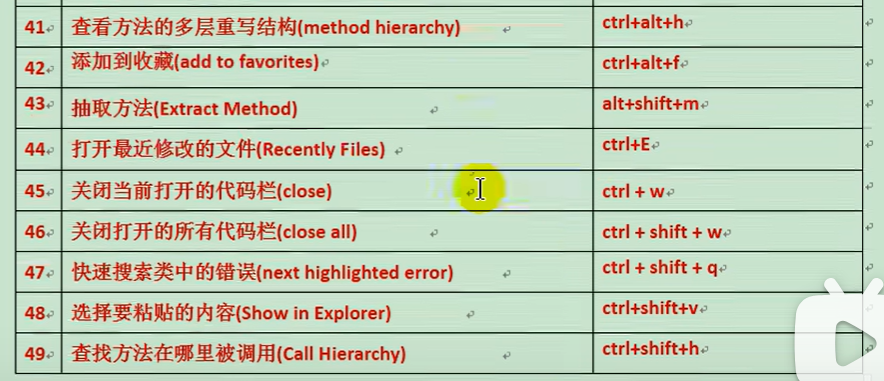 41 查看方法的多层重写结构(method hierarchy) ctrl+alt+h
42 添加到收藏(add to favorites) ctrl+alt+f
43 抽取方法(Extract Method) alt+shift+m
44 打开最近修改的文件(Recently Files) ctrl+E
45 关闭当前打开的代码栏(close) ctrl + w
46 关闭打开的所有代码栏(close all) ctrl + shift + w
47 快速搜索类中的错误(next highlighted error) ctrl + shift + q
48 选择要粘贴的内容(Show in Explorer) ctrl+shift+v
49 查找方法在哪里被调用(Call Hierarchy) ctrl+shift+h